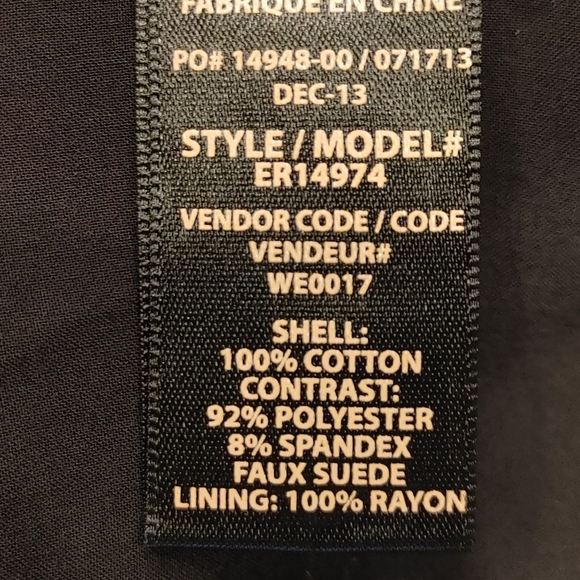 FABRIQUE EN CHINE
PO# 14948-00 / 071713
DEC-13
STYLE / MODEL#
ER14974
VENDOR CODE / CODE
VENDEUR#
WE0017
SHELL:
100% COTTON
CONTRAST:
92% POLYESTER
8% SPANDEX
FAUX SUEDE
LINING: 100% RAYON